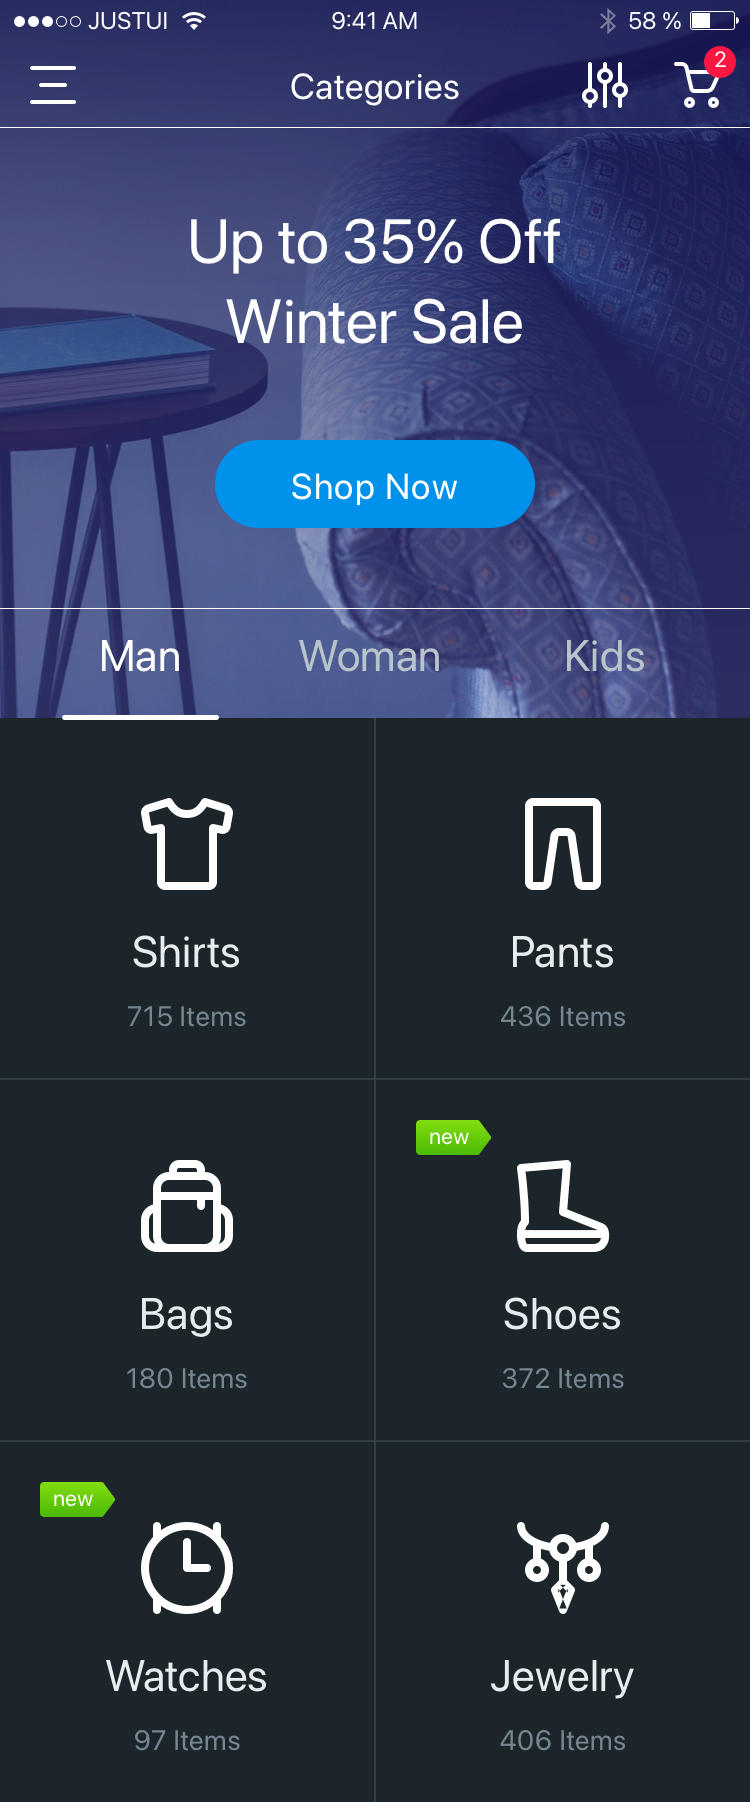 JUSTUI 9:41 AM 58 %
Categories 2
Up to 35% Off
Winter Sale
Shop Now
Man Woman Kids
Shirts Pants
715 Items 436 Items
new
Bags Shoes
180 Items 372 Items
new
Watches Jewelry
97 Items 406 Items